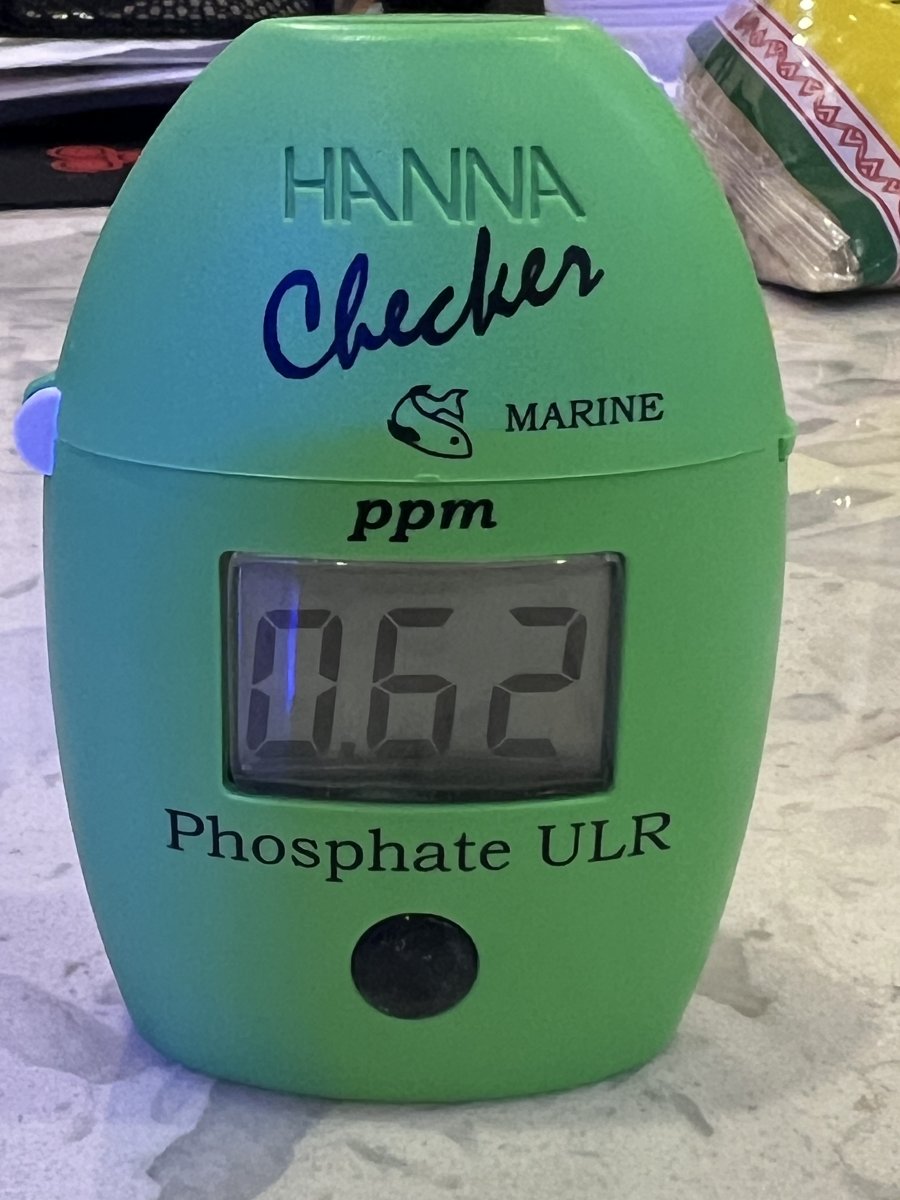 HANNA
Checker
MARINE
ppm
0.62
Phosphate ULR